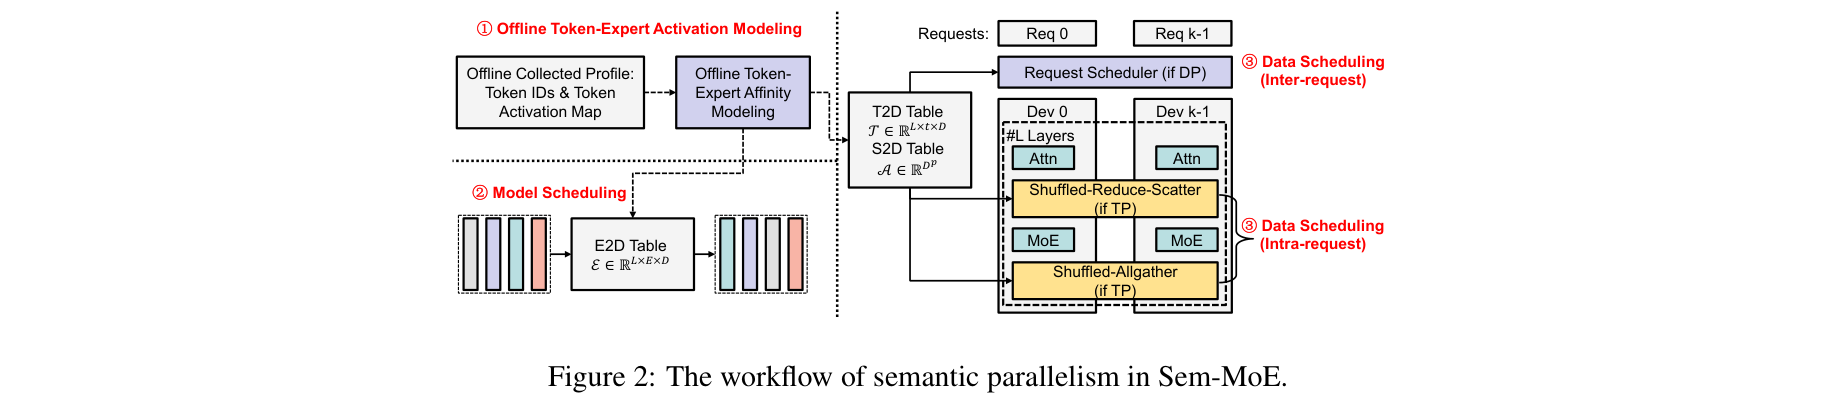 ① Offline Token-Expert Activation Modeling
Offline Collected Profile:
Token IDs & Token
Activation Map
Offline Token-
Expert Affinity
Modeling
② Model Scheduling
E2D Table
ℰ ∈ ℝ^{L×E×D}
T2D Table
𝒯 ∈ ℝ^{L×t×D}
S2D Table
𝒜 ∈ ℝ^{D^p}
Requests:
Req 0
Req k-1
Request Scheduler (if DP)
③ Data Scheduling
(Inter-request)
Dev 0
Dev k-1
#L Layers
Attn
Attn
Shuffled-Reduce-Scatter
(if TP)
MoE
MoE
Shuffled-Allgather
(if TP)
③ Data Scheduling
(Intra-request)
Figure 2: The workflow of semantic parallelism in Sem-MoE.